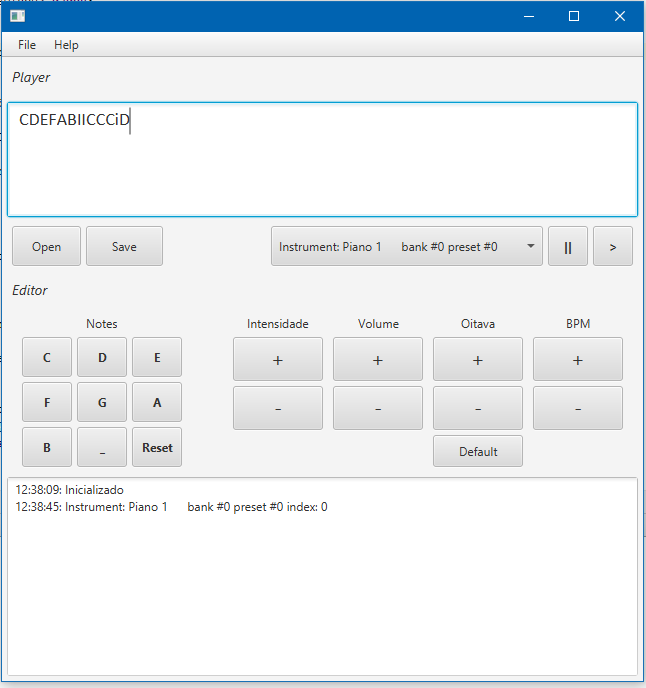 File Help
Player
CDEFABIICCCiD
Open Save Instrument: Piano 1 bank #0 preset #0 || >
Editor
Notes Intensidade Volume Oitava BPM
C D E + + + +
F G A - - - -
B _ Reset Default
12:38:09: Inicializado
12:38:45: Instrument: Piano 1 bank #0 preset #0 index: 0